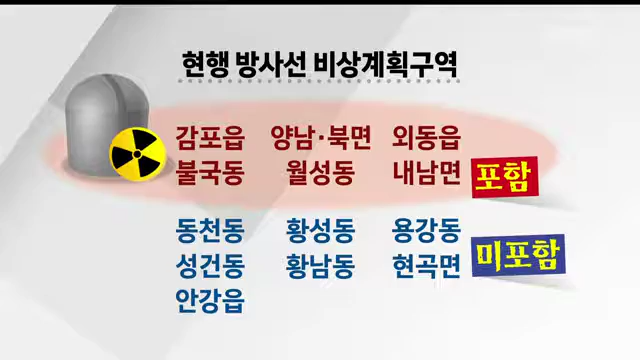 현행 방사선 비상계획구역
감포읍 양남·북면 외동읍
불국동 월성동 내남면 포함
동천동 황성동 용강동
성건동 황남동 현곡면 미포함
안강읍